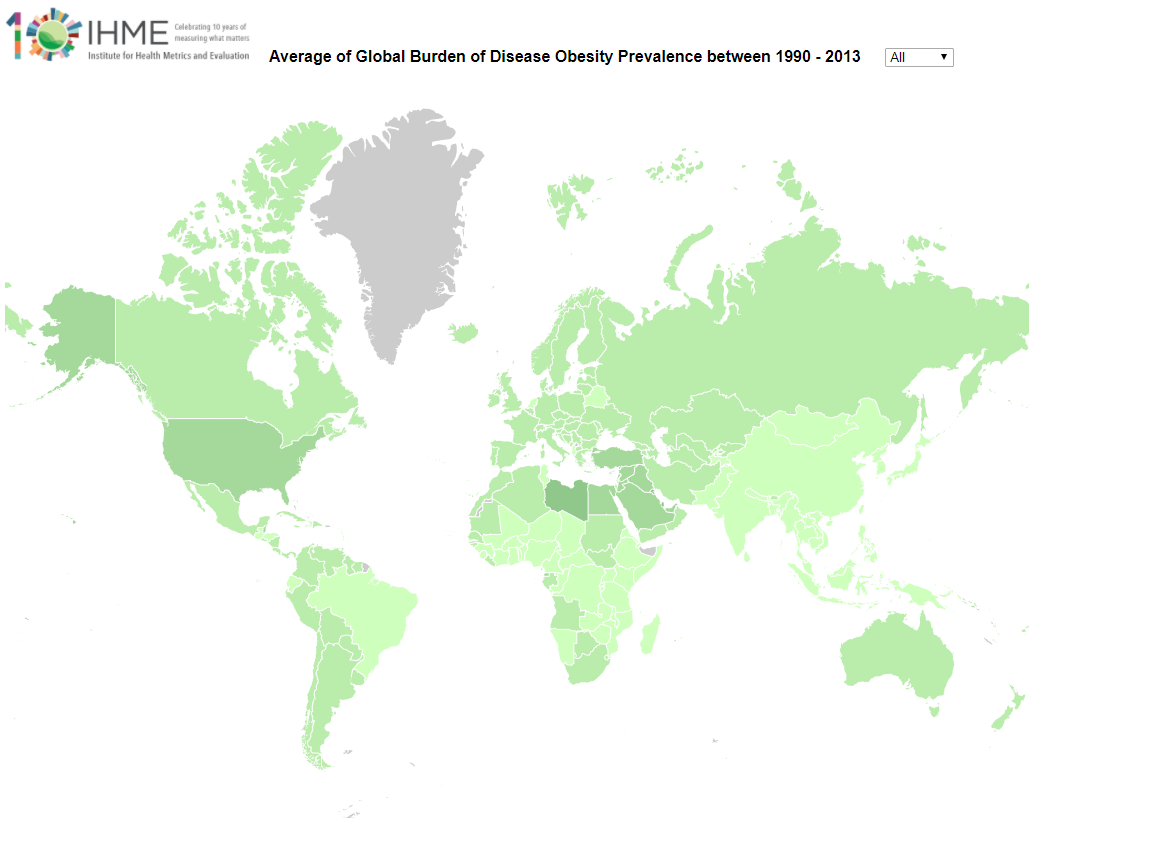 10 IHME Celebrating 10 years of
measuring what matters
Institute for Health Metrics and Evaluation
Average of Global Burden of Disease Obesity Prevalence between 1990 - 2013
All